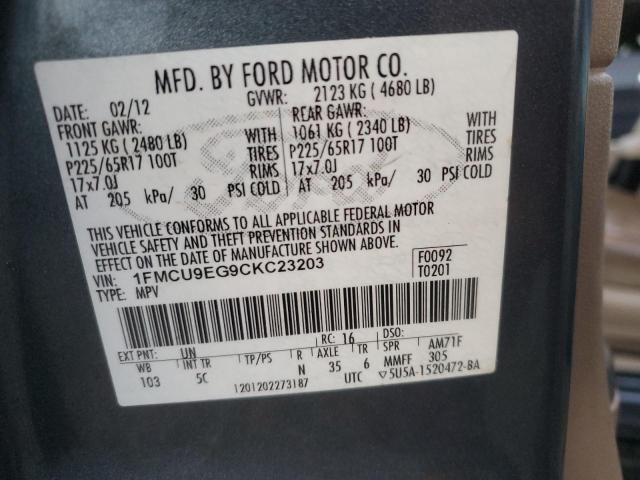 MFD. BY FORD MOTOR CO.
DATE: 02/12 GVWR: 2123 KG ( 4680 LB)
FRONT GAWR: REAR GAWR:
1125 KG ( 2480 LB) WITH 1061 KG ( 2340 LB) WITH
P225/65R17 100T TIRES P225/65R17 100T TIRES
17x7.0J RIMS 17x7.0J RIMS
AT 205 kPa/ 30 PSI COLD AT 205 kPa/ 30 PSI COLD
Ford
THIS VEHICLE CONFORMS TO ALL APPLICABLE FEDERAL MOTOR
VEHICLE SAFETY AND THEFT PREVENTION STANDARDS IN
EFFECT ON THE DATE OF MANUFACTURE SHOWN ABOVE.
VIN: 1FMCU9EG9CKC23203 F0092
TYPE: MPV T0201
EXT PNT: UN RC: 16 DSO:
WB INT TR TP/PS R AXLE TR SPR AM71F
103 5C N 35 6 MMFF 305
1201202273187 UTC ▽5U5A-1520472-BA